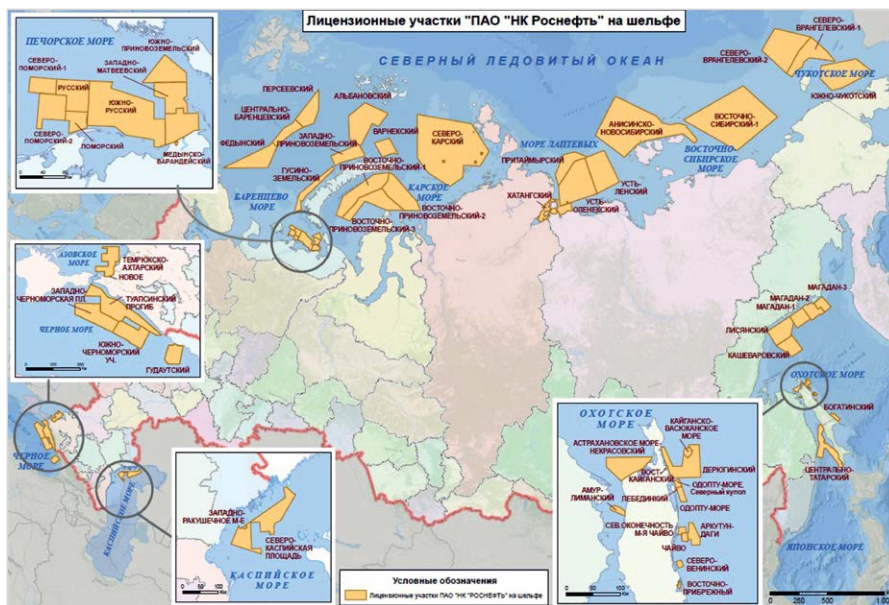 Лицензионные участки "ПАО "НК Роснефть" на шельфе
СЕВЕРНЫЙ ЛЕДОВИТЫЙ ОКЕАН
ПЕЧОРСКОЕ МОРЕ
ЮЖНО-
ПРИНОВОЗЕМЕЛЬСКИЙ
ЗАПАДНО-
МАТВЕЕВСКИЙ
СЕВЕРО-
ПОМОРСКИЙ-1
РУССКИЙ
ЮЖНО-
РУССКИЙ
СЕВЕРО-
ПОМОРСКИЙ-2
ПОМОРСКИЙ
МЕДЫНСКО-
ВАРАНДЕЙСКИЙ
ПЕРСЕЕВСКИЙ
ЦЕНТРАЛЬНО-
БАРЕНЦЕВСКИЙ
ФЕДЫНСКИЙ
АЛЬБАНОВСКИЙ
ВАРНЕКСКИЙ
ЗАПАДНО-
ПРИНОВОЗЕМЕЛЬСКИЙ
ГУСИНО-
ЗЕМЕЛЬСКИЙ
БАРЕНЦЕВО
МОРЕ
СЕВЕРО-
КАРСКИЙ
ВОСТОЧНО-
ПРИНОВОЗЕМЕЛЬСКИЙ-1
КАРСКОЕ
МОРЕ
ВОСТОЧНО-
ПРИНОВОЗЕМЕЛЬСКИЙ-2
ВОСТОЧНО-
ПРИНОВОЗЕМЕЛЬСКИЙ-3
МОРЕ ЛАПТЕВЫХ
ПРИТАЙМЫРСКИЙ
ХАТАНГСКИЙ
УСТЬ-
ОЛЕНЕКСКИЙ
УСТЬ-
ЛЕНСКИЙ
АНИСИНСКО-
НОВОСИБИРСКИЙ
ВОСТОЧНО-
СИБИРСКИЙ-1
ВОСТОЧНО-
СИБИРСКОЕ
МОРЕ
СЕВЕРО-
ВРАНГЕЛЕВСКИЙ-1
СЕВЕРО-
ВРАНГЕЛЕВСКИЙ-2
ЧУКОТСКОЕ МОРЕ
ЮЖНО-ЧУКОТСКИЙ
АЗОВСКОЕ
МОРЕ
ТЕМРЮКСКО-
АХТАРСКИЙ
НОВОЕ
ЗАПАДНО-
ЧЕРНОМОРСКАЯ ПЛ.
ТУАПСИНСКИЙ
ПРОГИБ
ЧЕРНОЕ МОРЕ
ЮЖНО-
ЧЕРНОМОРСКИЙ
УЧ.
ГУДАУТСКИЙ
ЧЕРНОЕ
МОРЕ
КАСПИЙСКОЕ МОРЕ
ЗАПАДНО-
РАКУШЕЧНОЕ М-Е
СЕВЕРО-
КАСПИЙСКАЯ
ПЛОЩАДЬ
КАСПИЙСКОЕ
МОРЕ
МАГАДАН-3
МАГАДАН-2
МАГАДАН-1
ЛИСЯНСКИЙ
КАШЕВАРОВСКИЙ
ОХОТСКОЕ МОРЕ
БОГАТИНСКИЙ
ЦЕНТРАЛЬНО-
ТАТАРСКИЙ
ЯПОНСКОЕ МОРЕ
ОХОТСКОЕ
МОРЕ
КАЙГАНСКО-
ВАСЮКАНСКОЕ
МОРЕ
АСТРАХАНОВСКОЕ МОРЕ-
НЕКРАСОВСКИЙ
ВОСТ-
КАЙГАНСКИЙ
ДЕРЮГИНСКИЙ
АМУР-
ЛИМАНСКИЙ
ЛЕБЕДИНКИЙ
ОДОПТУ-МОРЕ,
Северный купол
ОДОПТУ-МОРЕ
СЕВ.ОКОНЕЧНОСТЬ
М-Я ЧАЙВО
АРКУТУН-
ДАГИ
ЧАЙВО
СЕВЕРО-
ВЕНИНСКИЙ
ВОСТОЧНО-
ПРИБРЕЖНЫЙ
Условные обозначения
Лицензионные участки ПАО "НК "РОСНЕФТЬ" на шельфе